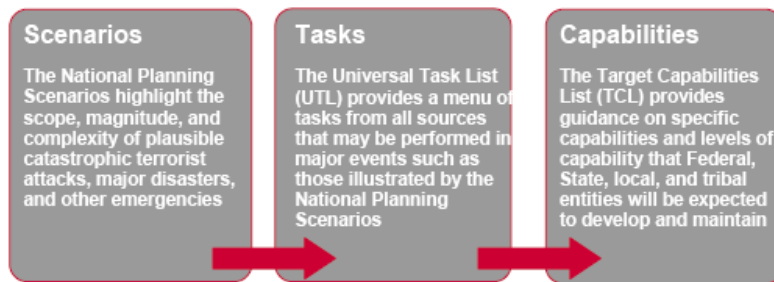 Scenarios
The National Planning
Scenarios highlight the
scope, magnitude, and
complexity of plausible
catastrophic terrorist
attacks, major disasters,
and other emergencies
Tasks
The Universal Task List
(UTL) provides a menu of
tasks from all sources
that may be performed in
major events such as
those illustrated by the
National Planning
Scenarios
Capabilities
The Target Capabilities
List (TCL) provides
guidance on specific
capabilities and levels of
capability that Federal,
State, local, and tribal
entities will be expected
to develop and maintain